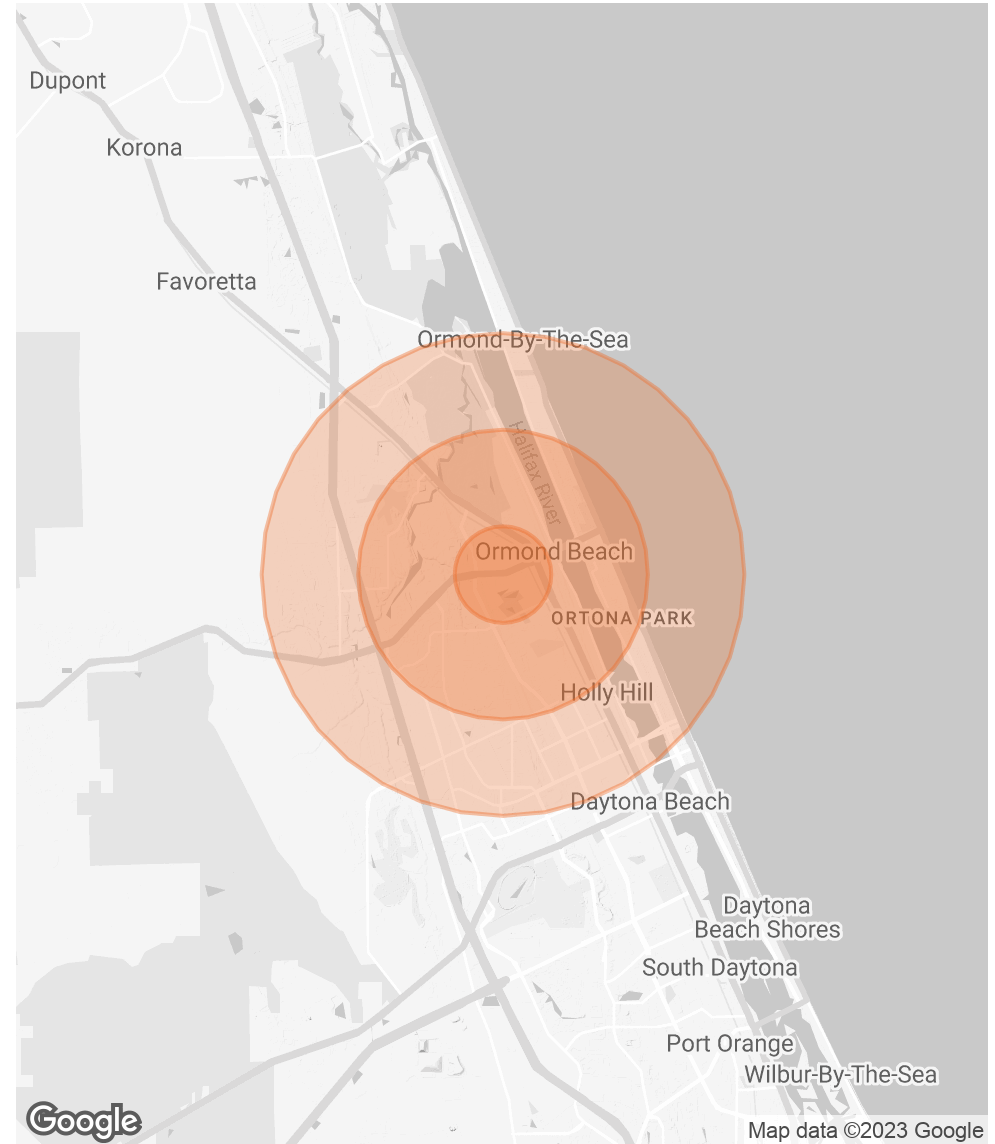 Dupont
Korona
Favoretta
Ormond-By-The-Sea
Halifax River
Ormond Beach
ORTONA PARK
Holly Hill
Daytona Beach
Daytona
Beach Shores
South Daytona
Port Orange
Wilbur-By-The-Sea
Google
Map data ©2023 Google